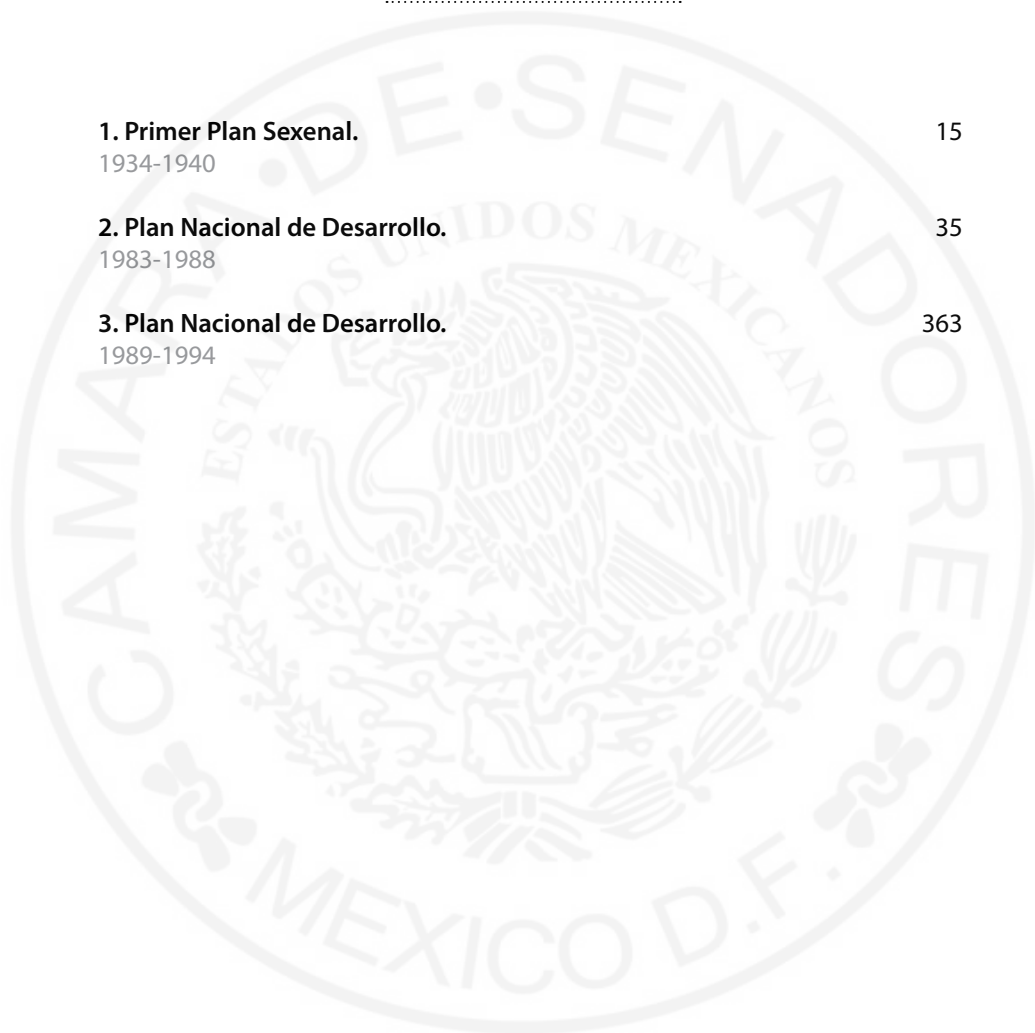 1. Primer Plan Sexenal. 15
1934-1940
2. Plan Nacional de Desarrollo. 35
1983-1988
3. Plan Nacional de Desarrollo. 363
1989-1994
CAMARA•DE•SENADORES
ESTADOS UNIDOS MEXICANOS
MEXICO D.F.